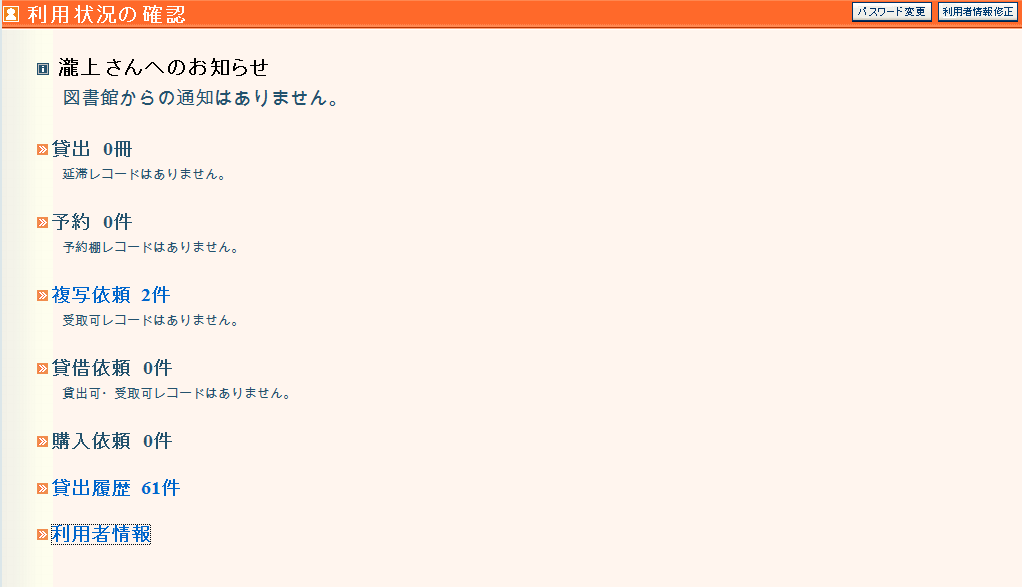 利用状況の確認
パスワード変更 利用者情報修正
瀧上さんへのお知らせ
図書館からの通知はありません。
貸出 0冊
延滞レコードはありません。
予約 0件
予約棚レコードはありません。
複写依頼 2件
受取可レコードはありません。
貸借依頼 0件
貸出可・受取可レコードはありません。
購入依頼 0件
貸出履歴 61件
利用者情報